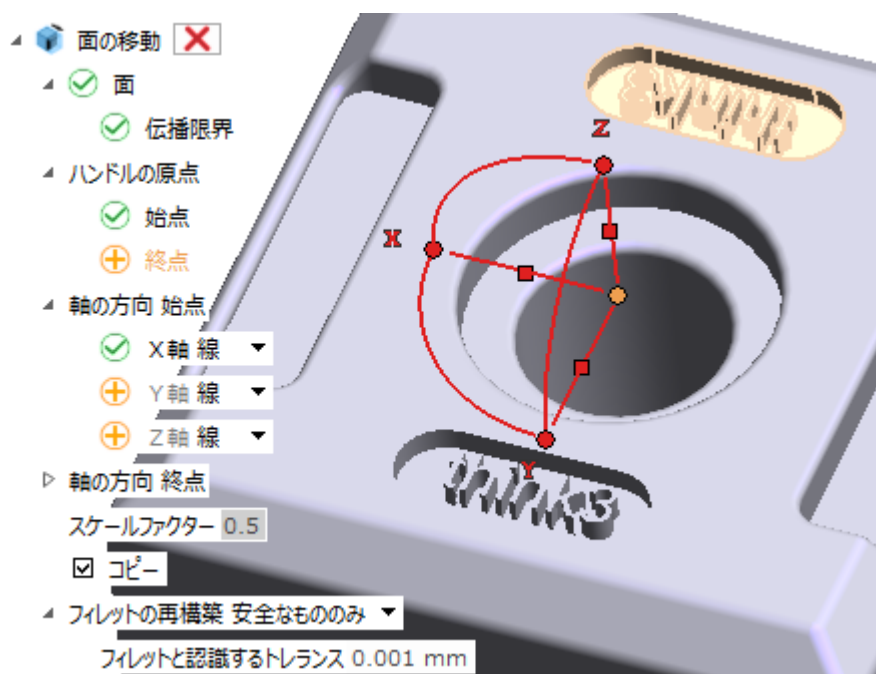 面の移動
面
伝播限界
ハンドルの原点
始点
終点
軸の方向 始点
X軸 線
Y軸 線
Z軸 線
軸の方向 終点
スケールファクター 0.5
コピー
フィレットの再構築 安全なもののみ
フィレットと認識するトレランス 0.001 mm
Z
X
Y